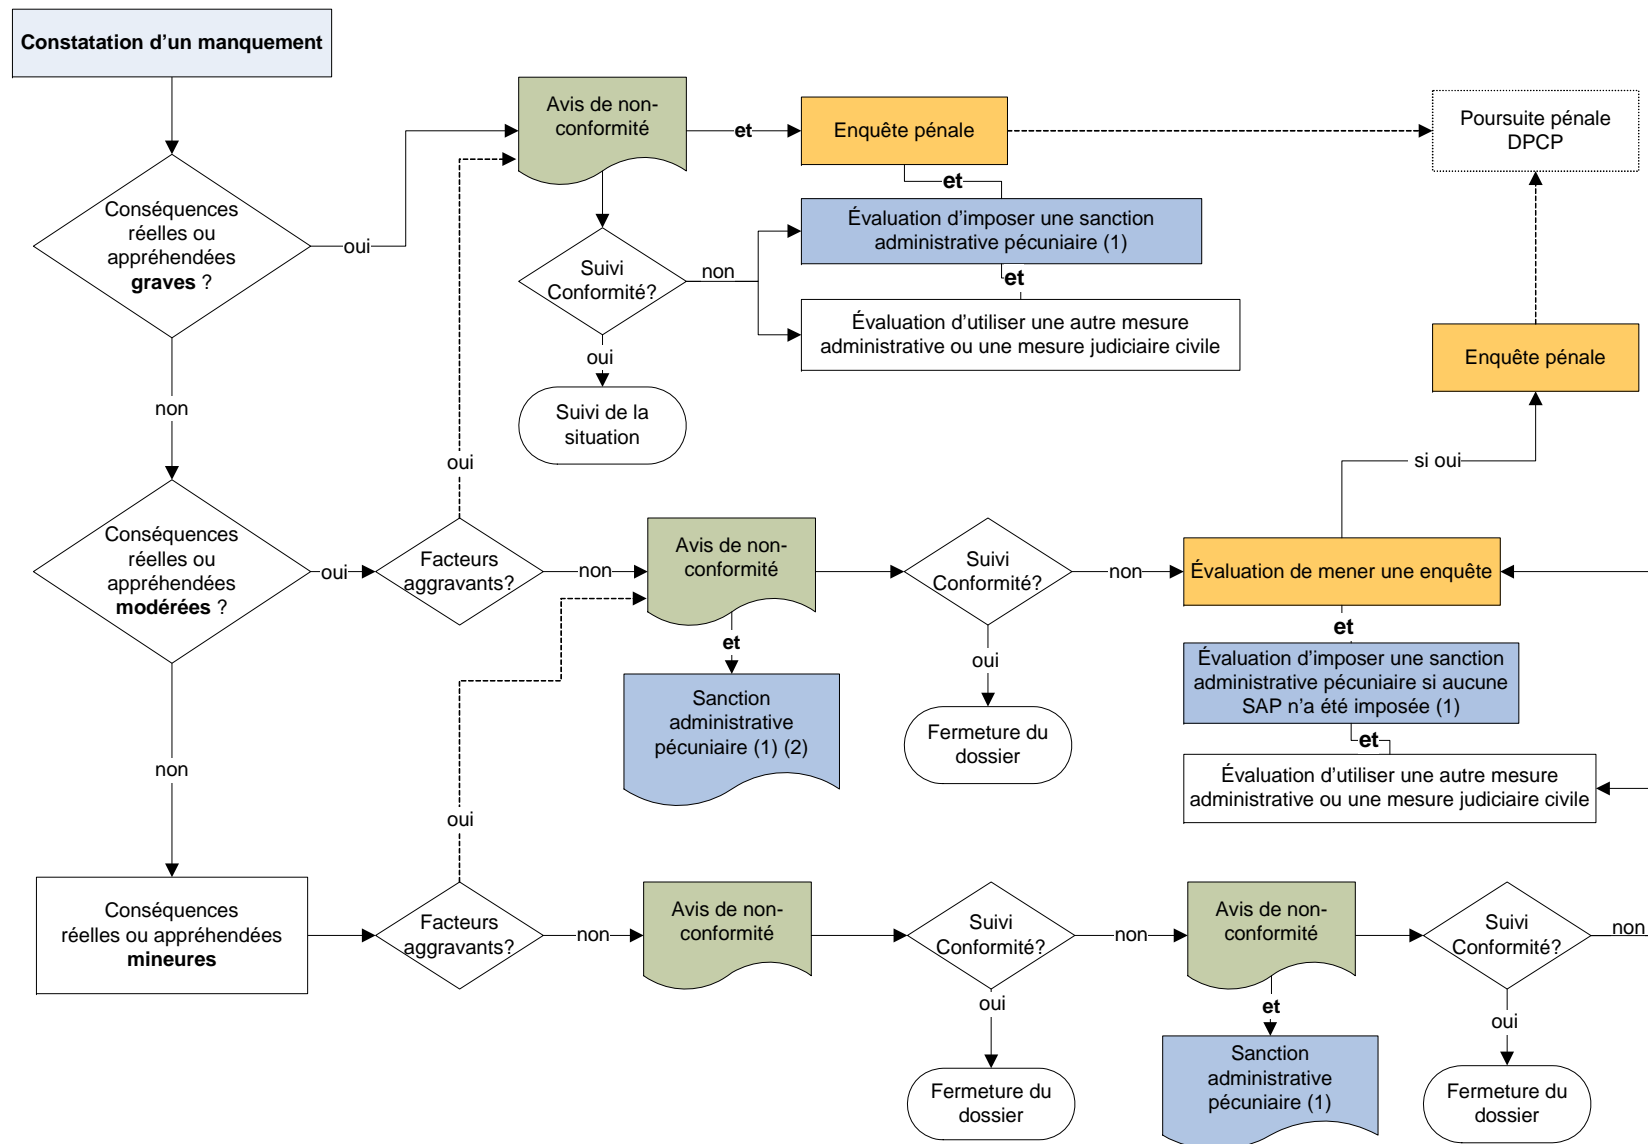 Constatation d'un manquement
Conséquences
réelles ou
appréhendées
graves ?
oui
non
Avis de non-
conformité
et
Enquête pénale
Poursuite pénale
DPCP
et
Évaluation d'imposer une sanction
administrative pécuniaire (1)
et
Évaluation d'utiliser une autre mesure
administrative ou une mesure judiciaire civile
Suivi
Conformité?
non
oui
Suivi de la
situation
Enquête pénale
si oui
Conséquences
réelles ou
appréhendées
modérées ?
oui
non
Facteurs
aggravants?
oui
non
Avis de non-
conformité
et
Sanction
administrative
pécuniaire (1) (2)
Suivi
Conformité?
non
oui
Fermeture du
dossier
Évaluation de mener une enquête
et
Évaluation d'imposer une sanction
administrative pécuniaire si aucune
SAP n'a été imposée (1)
et
Évaluation d'utiliser une autre mesure
administrative ou une mesure judiciaire civile
Conséquences
réelles ou appréhendées
mineures
Facteurs
aggravants?
oui
non
Avis de non-
conformité
Suivi
Conformité?
non
oui
Fermeture du
dossier
Avis de non-
conformité
et
Sanction
administrative
pécuniaire (1)
Suivi
Conformité?
non
oui
Fermeture du
dossier